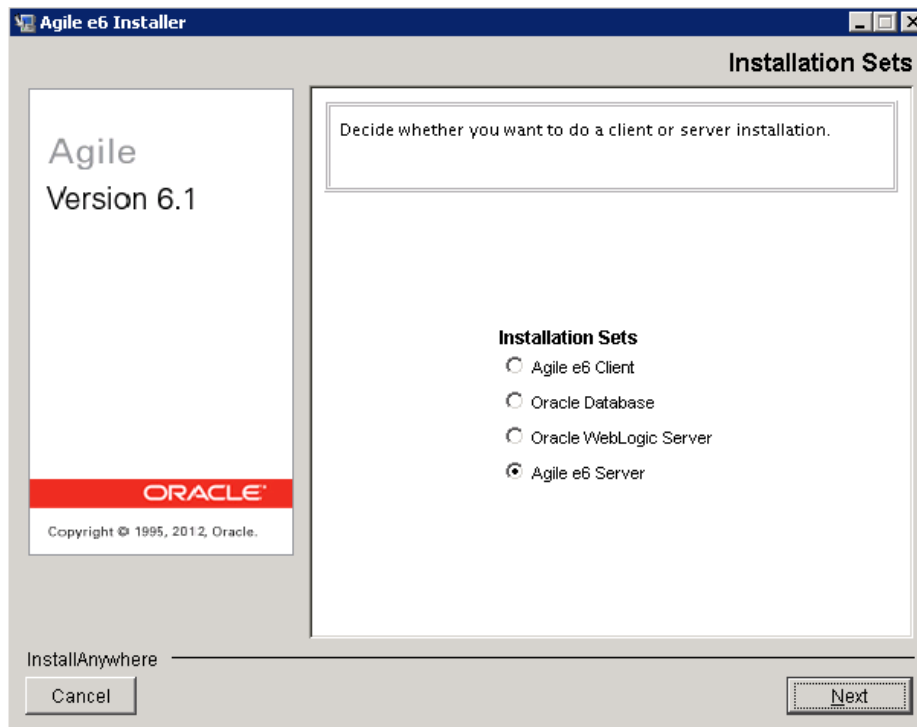 Agile e6 Installer
Installation Sets
Agile
Version 6.1
ORACLE
Copyright © 1995, 2012, Oracle.
Decide whether you want to do a client or server installation.
Installation Sets
Agile e6 Client
Oracle Database
Oracle WebLogic Server
Agile e6 Server
InstallAnywhere
Cancel
Next